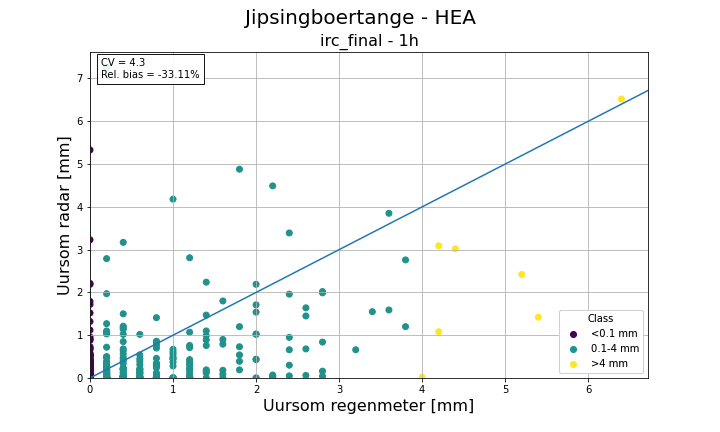 Jipsingboertange - HEA
irc_final - 1h
CV = 4.3
Rel. bias = -33.11%
Uursom radar [mm]
7
6
5
4
3
2
1
0
0 1 2 3 4 5 6
Uursom regenmeter [mm]
Class
<0.1 mm
0.1-4 mm
>4 mm